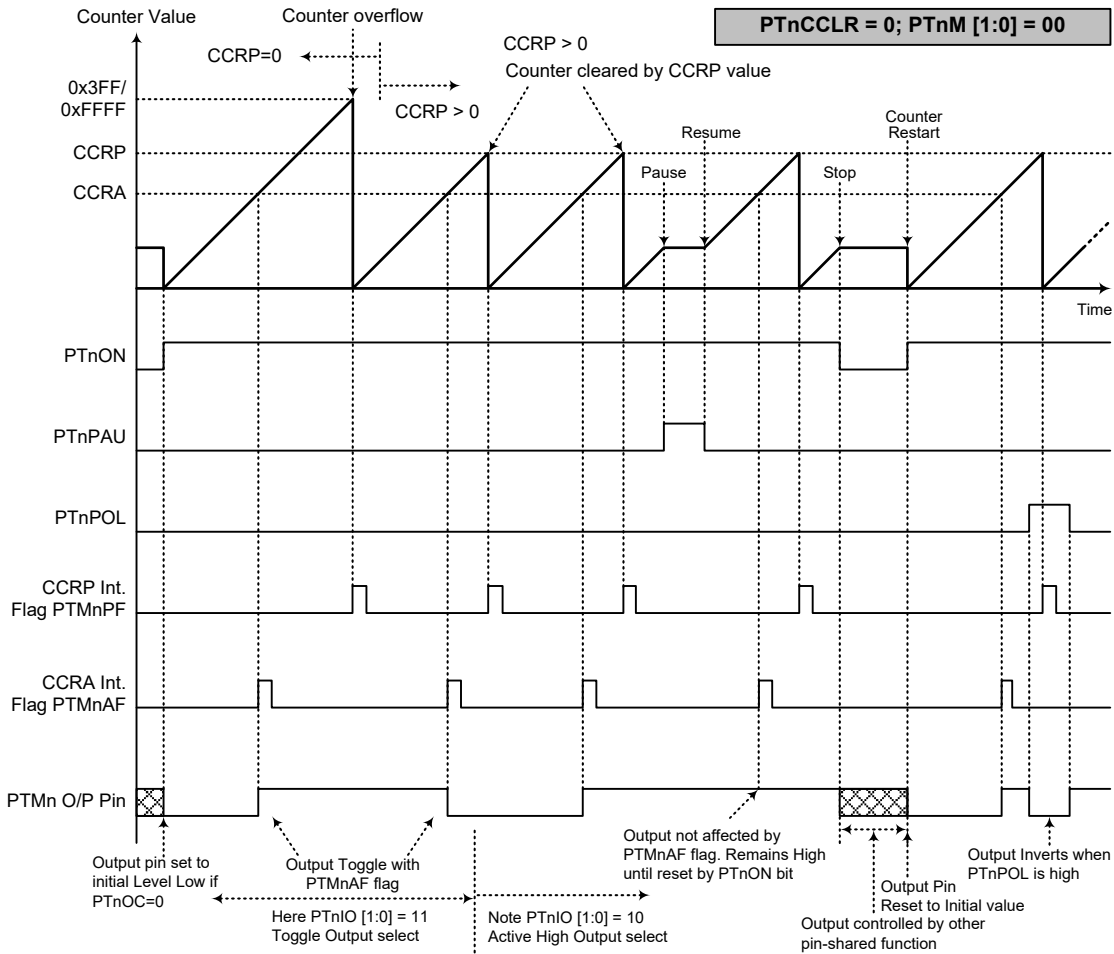 Counter Value
Counter overflow
PTnCCLR = 0; PTnM [1:0] = 00
CCRP=0
CCRP > 0
CCRP > 0
Counter cleared by CCRP value
0x3FF/
0xFFFF
CCRP
CCRA
Pause
Resume
Stop
Counter
Restart
Time
PTnON
PTnPAU
PTnPOL
CCRP Int.
Flag PTMnPF
CCRA Int.
Flag PTMnAF
PTMn O/P Pin
Output pin set to
initial Level Low if
PTnOC=0
Output Toggle with
PTMnAF flag
Here PTnIO [1:0] = 11
Toggle Output select
Note PTnIO [1:0] = 10
Active High Output select
Output not affected by
PTMnAF flag. Remains High
until reset by PTnON bit
Output controlled by other
pin-shared function
Output Pin
Reset to Initial value
Output Inverts when
PTnPOL is high